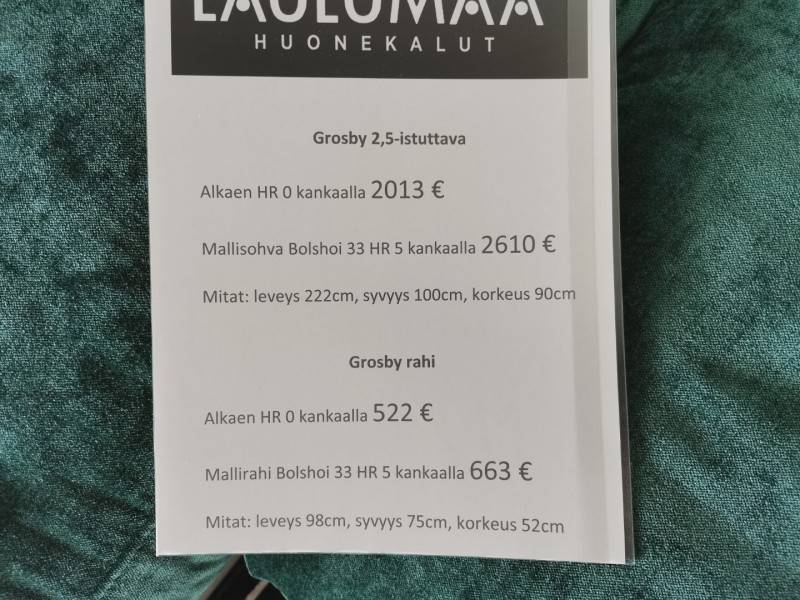 LAULUMAA
HUONEKALUT
Grosby 2,5-istuttava
Alkaen HR 0 kankaalla 2013 €
Mallisohva Bolshoi 33 HR 5 kankaalla 2610 €
Mitat: leveys 222cm, syvyys 100cm, korkeus 90cm
Grosby rahi
Alkaen HR 0 kankaalla 522 €
Mallirahi Bolshoi 33 HR 5 kankaalla 663 €
Mitat: leveys 98cm, syvyys 75cm, korkeus 52cm